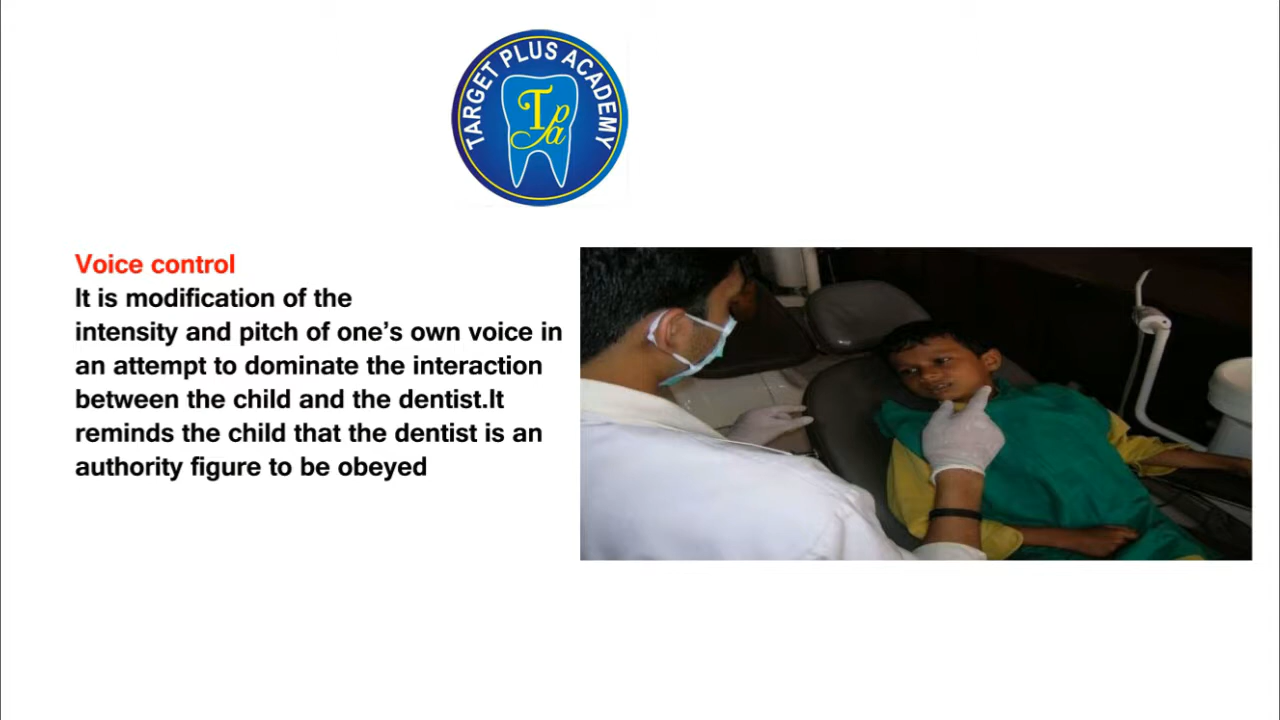 TARGET PLUS ACADEMY
Tpa
Voice control
It is modification of the
intensity and pitch of one’s own voice in
an attempt to dominate the interaction
between the child and the dentist.It
reminds the child that the dentist is an
authority figure to be obeyed